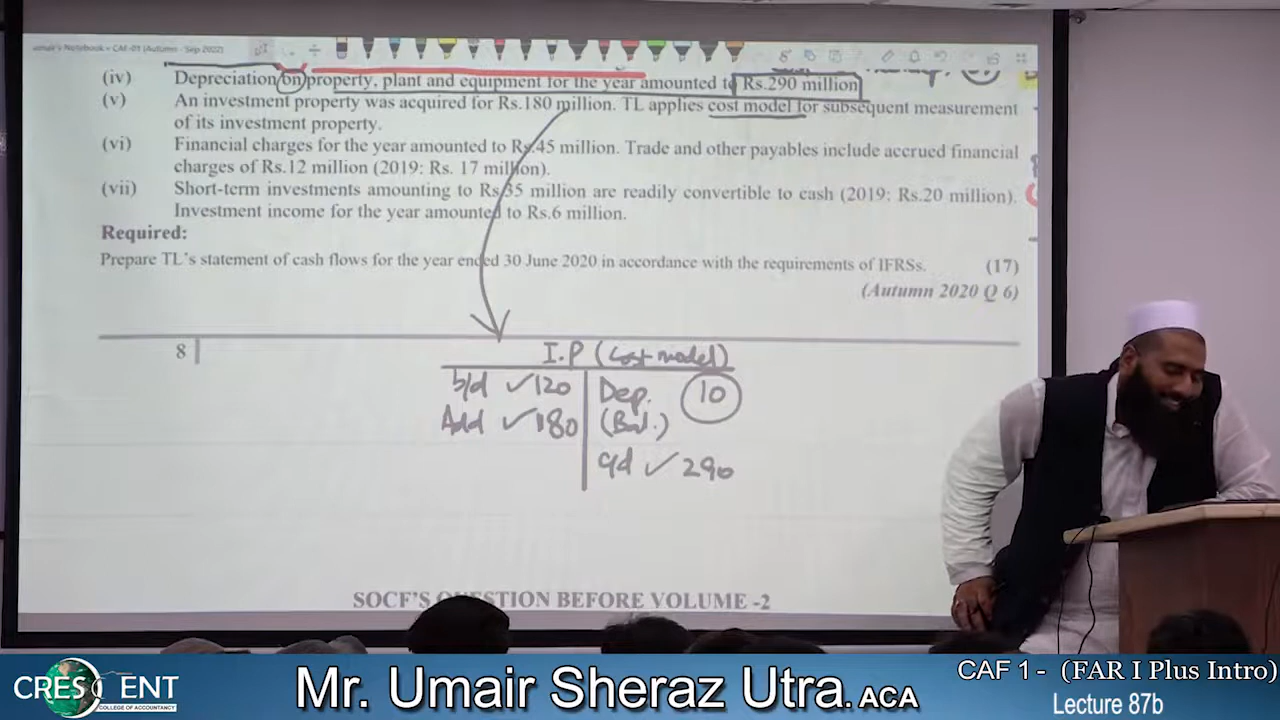 umair's Notebook » CAF-01 (Autumn - Sep 2022)
(iv) Depreciation on property, plant and equipment for the year amounted to Rs.290 million
(v) An investment property was acquired for Rs.180 million. TL applies cost model for subsequent measurement
of its investment property.
(vi) Financial charges for the year amounted to Rs.45 million. Trade and other payables include accrued financial
charges of Rs.12 million (2019: Rs. 17 million).
(vii) Short-term investments amounting to Rs.35 million are readily convertible to cash (2019: Rs.20 million).
Investment income for the year amounted to Rs.6 million.
Required:
Prepare TL's statement of cash flows for the year ended 30 June 2020 in accordance with the requirements of IFRSs. (17)
(Autumn 2020 Q 6)
8
I.P (Cost model)
b/d ✓120 Dep. 10
Add ✓180 (Bal.)
c/d ✓290
SOCF'S QUESTION BEFORE VOLUME -2
CRESCENT
COLLEGE OF ACCOUNTANCY
Mr. Umair Sheraz Utra. ACA
CAF 1 - (FAR I Plus Intro)
Lecture 87b